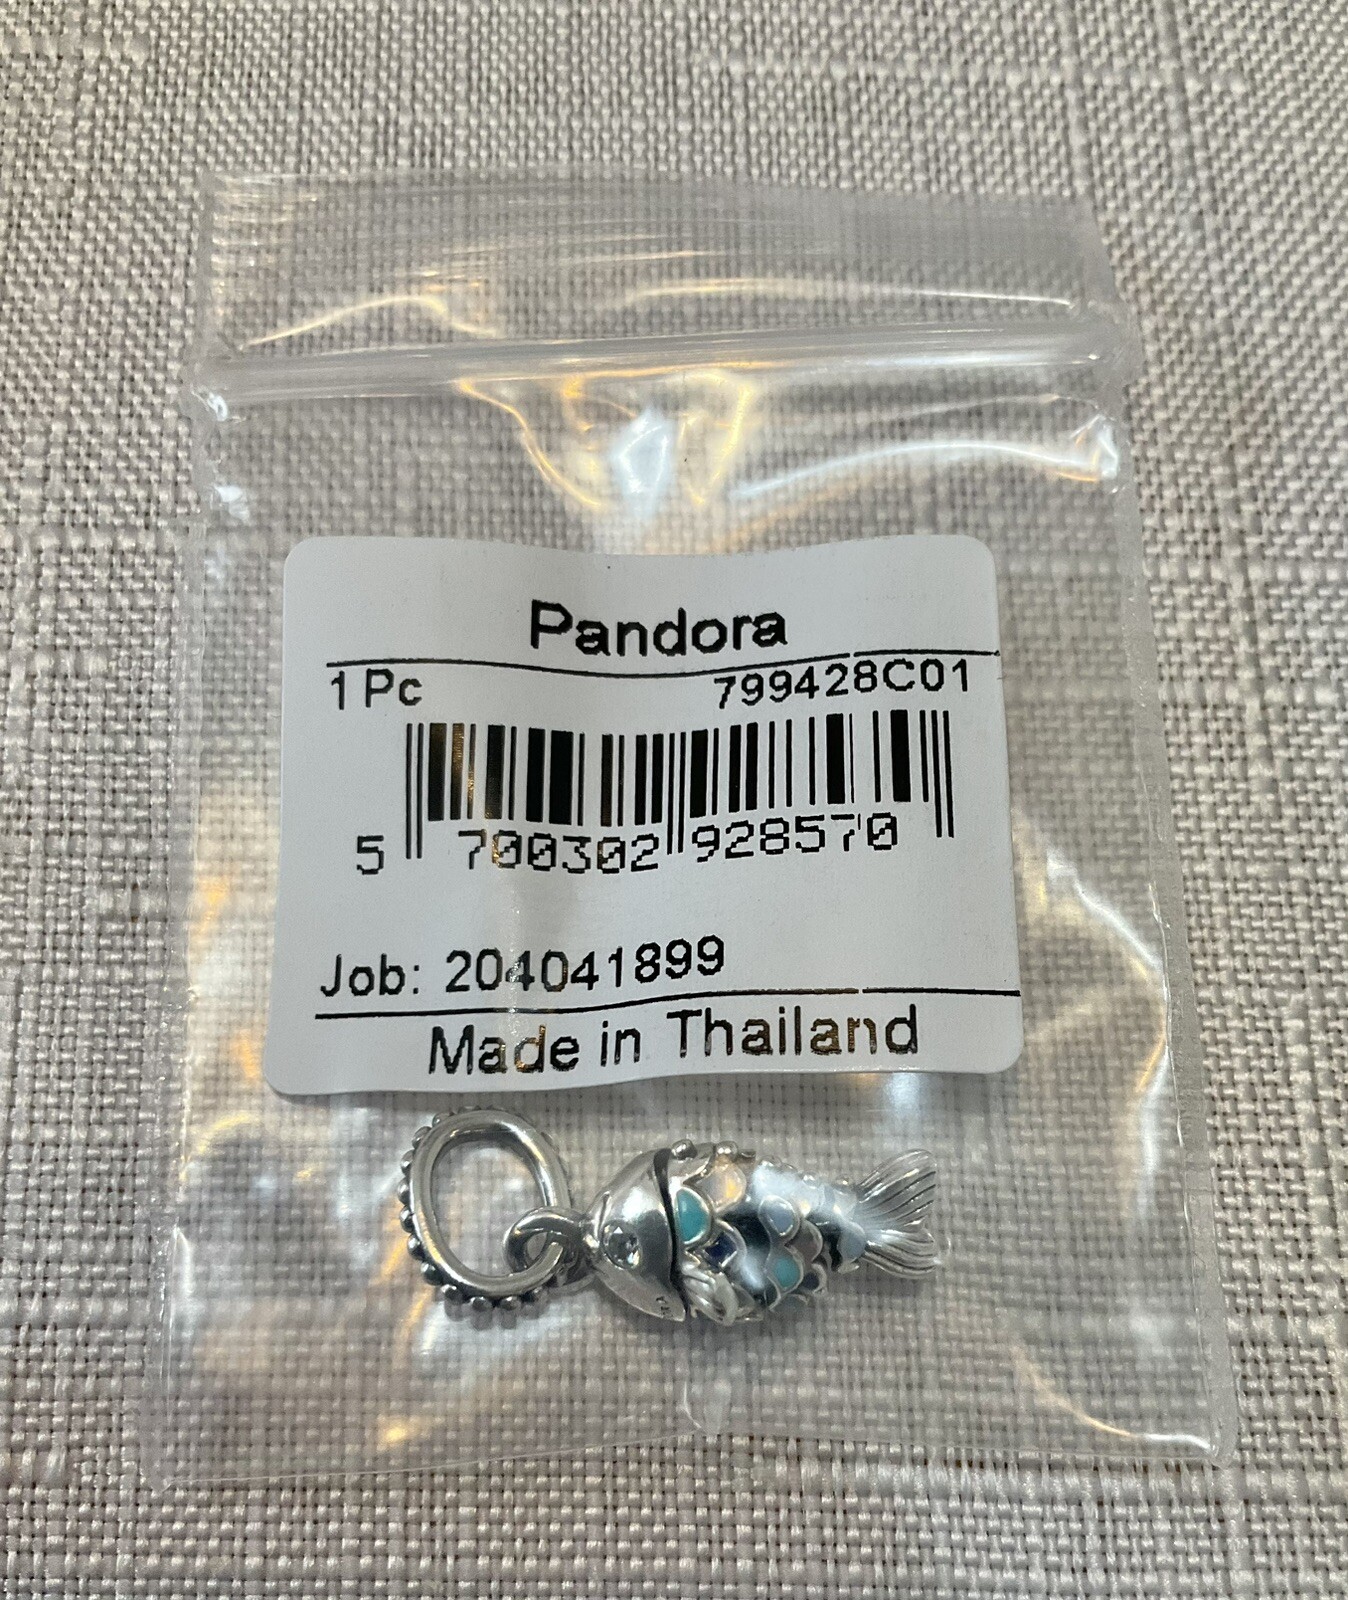 Pandora
1 Pc 799428C01
5 700302 928570
Job: 204041899
Made in Thailand